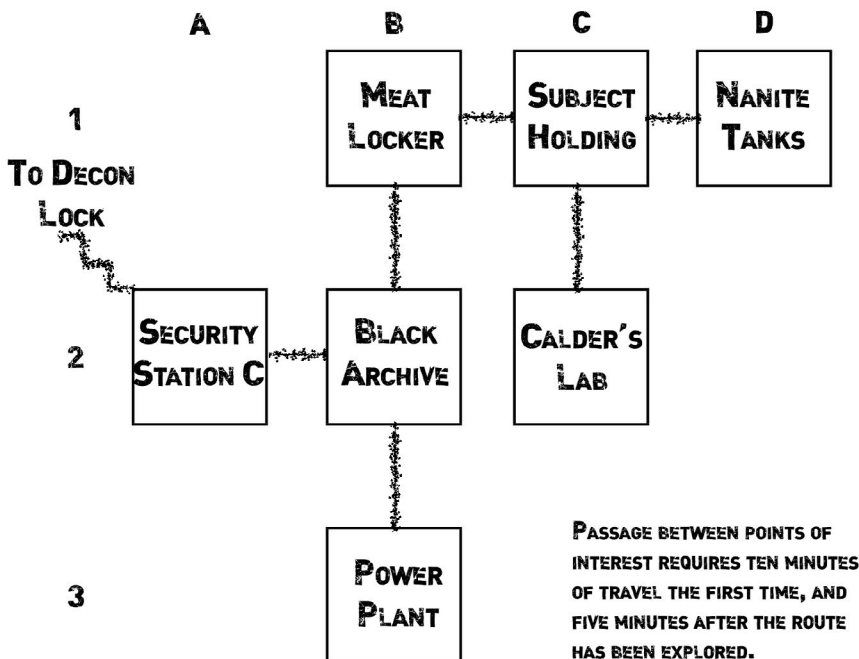 A B C D
1
To Decon
Lock
Meat
Locker
Subject
Holding
Nanite
Tanks
2
Security
Station C
Black
Archive
Calder's
Lab
3
Power
Plant
Passage between points of
interest requires ten minutes
of travel the first time, and
five minutes after the route
has been explored.